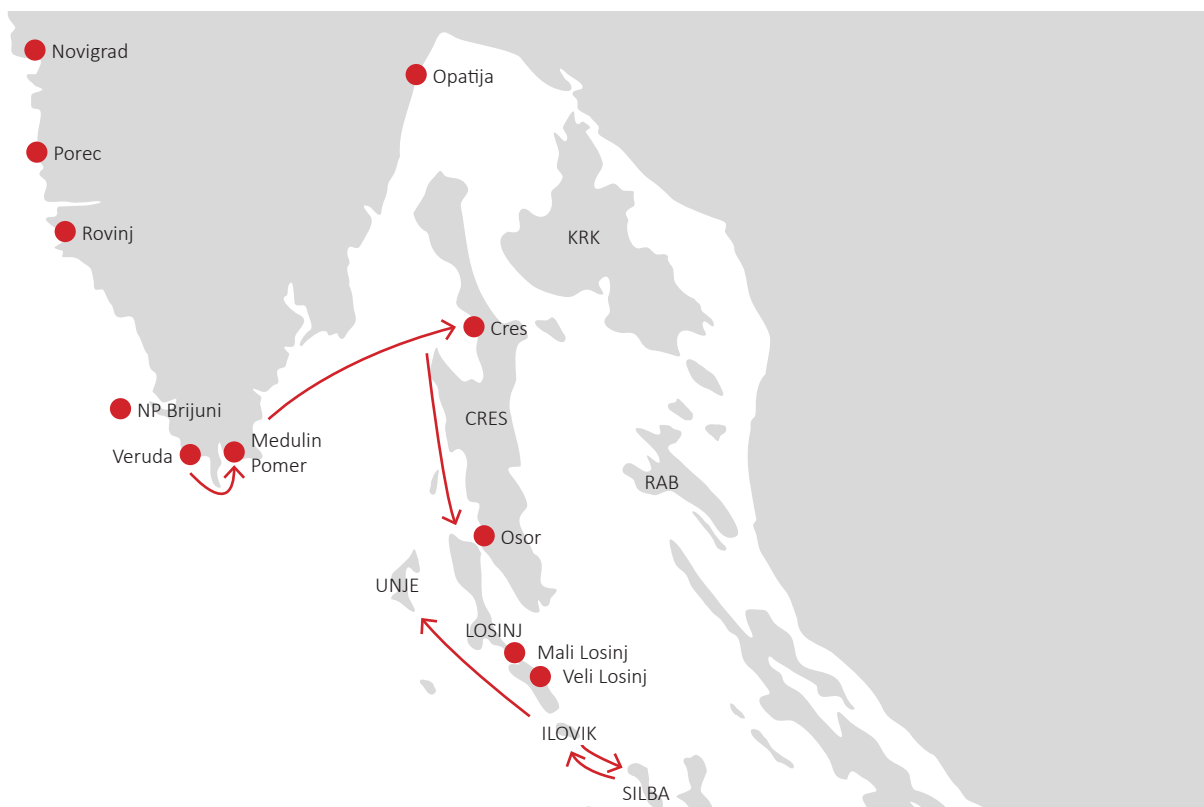 Novigrad
Opatija
Porec
Rovinj
KRK
Cres
NP Brijuni
CRES
Medulin
Veruda
Pomer
RAB
Osor
UNJE
LOSINJ
Mali Losinj
Veli Losinj
ILOVIK
SILBA